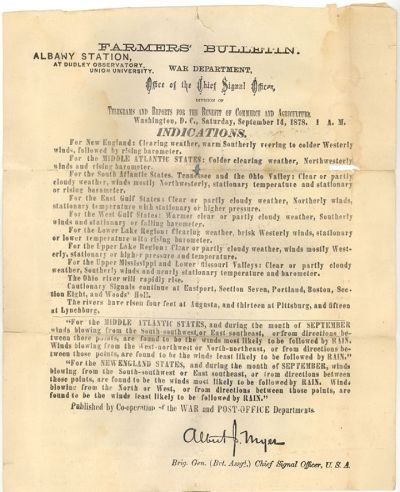 FARMERS' BULLETIN.
ALBANY STATION,
AT DUDLEY OBSERVATORY,
UNION UNIVERSITY.
WAR DEPARTMENT,
Office of the Chief Signal Officer,
DIVISION OF
TELEGRAMS AND REPORTS FOR THE BENEFIT OF COMMERCE AND AGRICULTURE.
Washington, D. C., Saturday, September 14, 1878. 1 A. M.
INDICATIONS.
For New England: Clearing weather, warm Southerly veering to colder Westerly
winds, followed by rising barometer.
For the MIDDLE ATLANTIC STATES: Colder clearing weather, Northwesterly
winds and rising barometer.
For the South Atlantic States, Tennessee and the Ohio Valley: Clear or partly
cloudy weather, winds mostly Northwesterly, stationary temperature and stationary
or rising barometer.
For the East Gulf States: Clear or partly cloudy weather, Northerly winds,
stationary temperature with stationary or higher pressure.
For the West Gulf States: Warmer clear or partly cloudy weather, Southerly
winds and stationary or falling barometer.
For the Lower Lake Region: Clearing weather, brisk Westerly winds, stationary
or lower temperature with rising barometer.
For the Upper Lake Region: Clear or partly cloudy weather, winds mostly West-
erly, stationary or higher pressure and temperature.
For the Upper Mississippi and Lower Missouri Valleys: Clear or partly cloudy
weather, Southerly winds and nearly stationary temperature and barometer.
The Ohio river will rapidly rise.
Cautionary Signals continue at Eastport, Section Seven, Portland, Boston, Sec-
tion Eight, and Woods' Holl.
The rivers have risen four feet at Augusta, and thirteen at Pittsburg, and fifteen
at Lynchburg.
"For the MIDDLE ATLANTIC STATES, and during the month of SEPTEMBER
winds blowing from the South-southwest or East southeast, or from directions be-
tween those points, are found to be the winds most likely to be followed by RAIN.
Winds blowing from the West-northwest or North-northeast, or from directions be-
tween those points, are found to be the winds least likely to be followed by RAIN."
"For the NEW ENGLAND STATES, and during the month of SEPTEMBER, winds
blowing from the South-southwest or East southeast, or from directions between
those points, are found to be the winds most likely to be followed by RAIN. Winds
blowing from the North or West, or from directions between those points, are
found to be the winds least likely to be followed by RAIN."
Published by Co-operation of the WAR and POST-OFFICE Departments.
Albert J. Myer
Brig. Gen. (Bvt. Assg'd.) Chief Signal Officer, U. S. A.